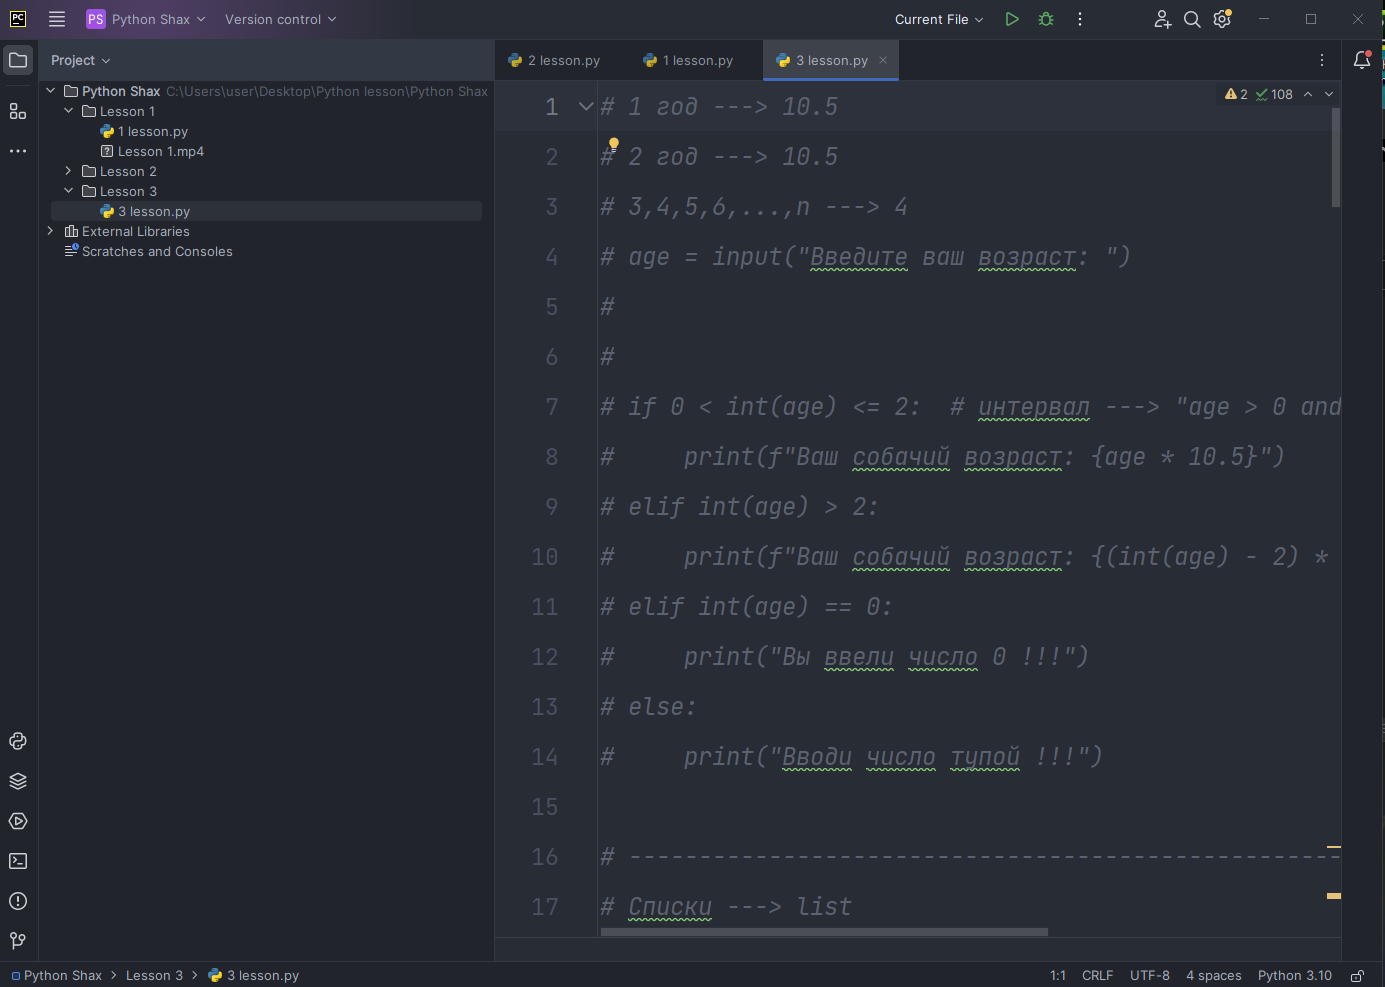 PC PS Python Shax Version control Current File
Project
2 lesson.py 1 lesson.py 3 lesson.py
Python Shax C:\Users\user\Desktop\Python lesson\Python Shax
Lesson 1
1 lesson.py
Lesson 1.mp4
Lesson 2
Lesson 3
3 lesson.py
External Libraries
Scratches and Consoles
2 108
1 # 1 год ---> 10.5
2 # 2 год ---> 10.5
3 # 3,4,5,6,...,n ---> 4
4 # age = input("Введите ваш возраст: ")
5 #
6 #
7 # if 0 < int(age) <= 2:  # интервал ---> "age > 0 and
8 #     print(f"Ваш собачий возраст: {age * 10.5}")
9 # elif int(age) > 2:
10 #     print(f"Ваш собачий возраст: {(int(age) - 2) *
11 # elif int(age) == 0:
12 #     print("Вы ввели число 0 !!!")
13 # else:
14 #     print("Вводи число тупой !!!")
15
16 # ---------------------------------------------------
17 # Списки ---> list
Python Shax > Lesson 3 > 3 lesson.py 1:1 CRLF UTF-8 4 spaces Python 3.10